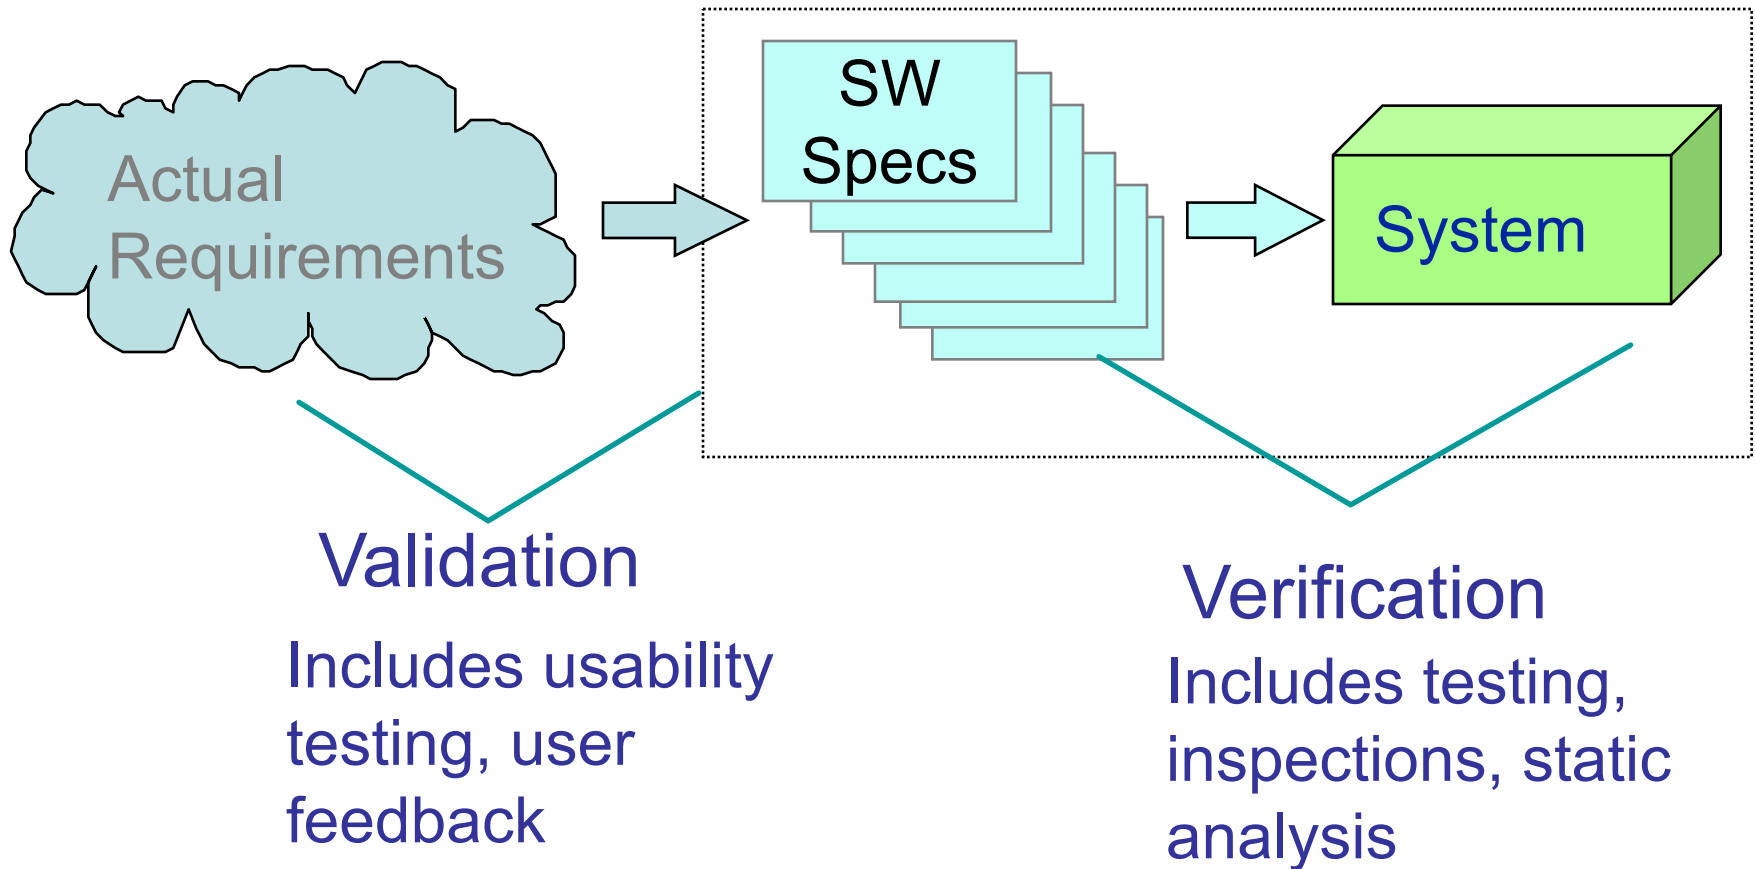 Actual
Requirements
SW
Specs
System
Validation
Includes usability
testing, user
feedback
Verification
Includes testing,
inspections, static
analysis